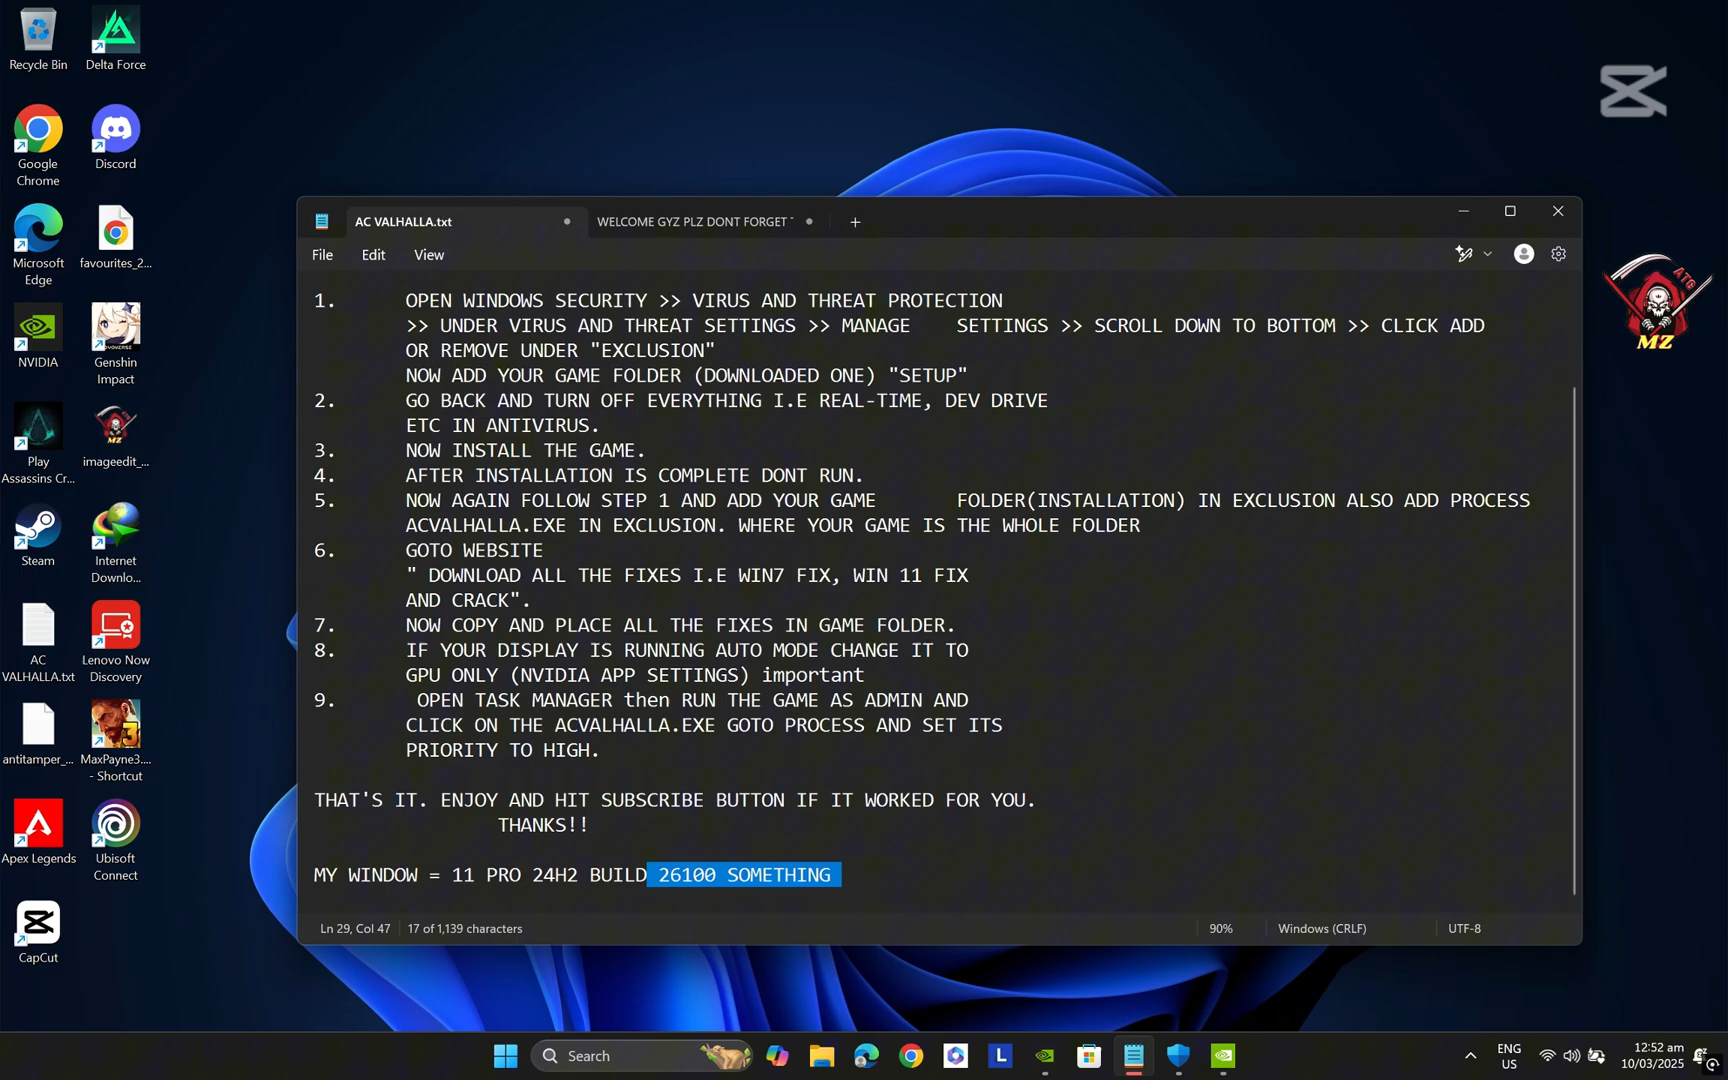 Recycle Bin
Delta Force
Google
Chrome
Discord
Microsoft
Edge
favourites_2...
NVIDIA
Genshin
Impact
Play
Assassins Cr...
imageedit_...
Steam
Internet
Downlo...
AC
VALHALLA.txt
Lenovo Now
Discovery
antitamper_...
MaxPayne3....
- Shortcut
Apex Legends
Ubisoft
Connect
CapCut
AC VALHALLA.txt
WELCOME GYZ PLZ DONT FORGET
File Edit View
1. OPEN WINDOWS SECURITY >> VIRUS AND THREAT PROTECTION
>> UNDER VIRUS AND THREAT SETTINGS >> MANAGE SETTINGS >> SCROLL DOWN TO BOTTOM >> CLICK ADD
OR REMOVE UNDER "EXCLUSION"
NOW ADD YOUR GAME FOLDER (DOWNLOADED ONE) "SETUP"
2. GO BACK AND TURN OFF EVERYTHING I.E REAL-TIME, DEV DRIVE
ETC IN ANTIVIRUS.
3. NOW INSTALL THE GAME.
4. AFTER INSTALLATION IS COMPLETE DONT RUN.
5. NOW AGAIN FOLLOW STEP 1 AND ADD YOUR GAME FOLDER(INSTALLATION) IN EXCLUSION ALSO ADD PROCESS
ACVALHALLA.EXE IN EXCLUSION. WHERE YOUR GAME IS THE WHOLE FOLDER
6. GOTO WEBSITE
" DOWNLOAD ALL THE FIXES I.E WIN7 FIX, WIN 11 FIX
AND CRACK".
7. NOW COPY AND PLACE ALL THE FIXES IN GAME FOLDER.
8. IF YOUR DISPLAY IS RUNNING AUTO MODE CHANGE IT TO
GPU ONLY (NVIDIA APP SETTINGS) important
9. OPEN TASK MANAGER then RUN THE GAME AS ADMIN AND
CLICK ON THE ACVALHALLA.EXE GOTO PROCESS AND SET ITS
PRIORITY TO HIGH.
THAT'S IT. ENJOY AND HIT SUBSCRIBE BUTTON IF IT WORKED FOR YOU.
THANKS!!
MY WINDOW = 11 PRO 24H2 BUILD 26100 SOMETHING
Ln 29, Col 47 17 of 1,139 characters 90% Windows (CRLF) UTF-8
ATG
MZ
Search
ENG
US
12:52 am
10/03/2025